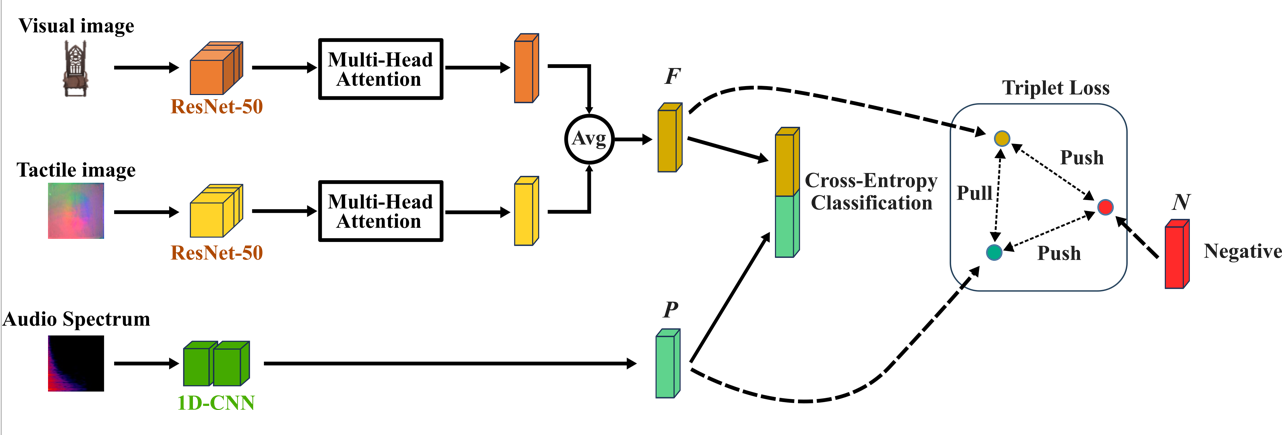 Visual image
ResNet-50
Multi-Head
Attention
Avg
F
Tactile image
ResNet-50
Multi-Head
Attention
Audio Spectrum
1D-CNN
P
Cross-Entropy
Classification
Triplet Loss
Push
Pull
Push
N
Negative